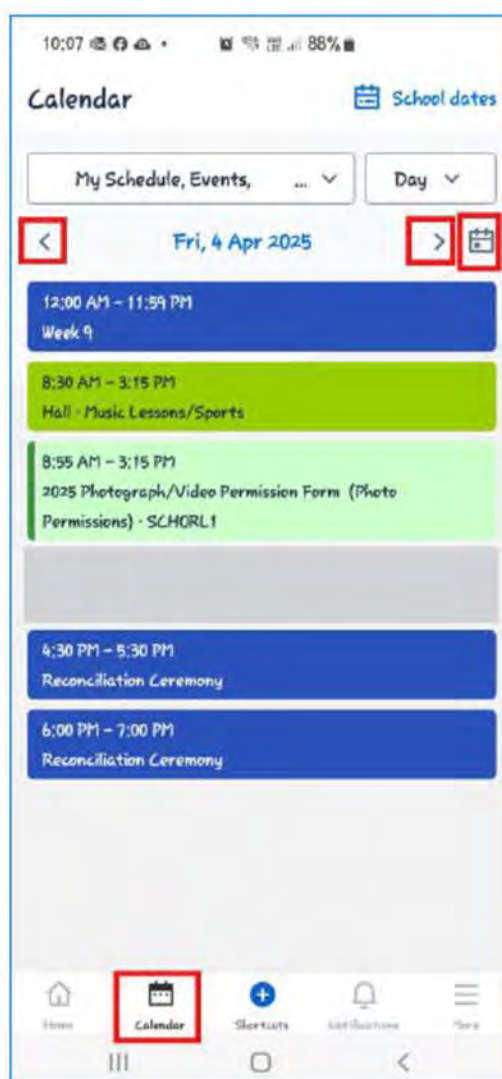 10:07 88%
Calendar School dates
My Schedule, Events, ... Day
Fri, 4 Apr 2025
12:00 AM – 11:59 PM
Week 9
8:30 AM – 3:15 PM
Hall · Music Lessons/Sports
8:55 AM – 3:15 PM
2025 Photograph/Video Permission Form (Photo
Permissions) · SCHORL1
4:30 PM – 5:30 PM
Reconciliation Ceremony
6:00 PM – 7:00 PM
Reconciliation Ceremony
Home Calendar Shortcuts Notifications More